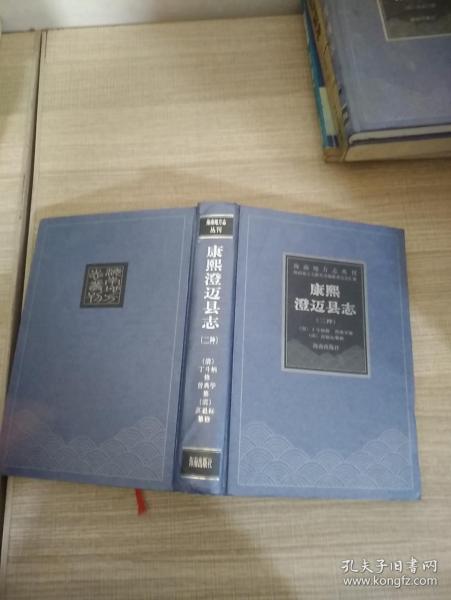 海南地方志
丛刊
康熙澄迈县志
(二种)
(清)
丁斗柄
修
曾典学
纂
(清)
高魁标
纂修
海南出版社
海南地方志丛刊
康熙
澄迈县志
(二种)
海南出版社
孔夫子旧书网
www.kongfz.com